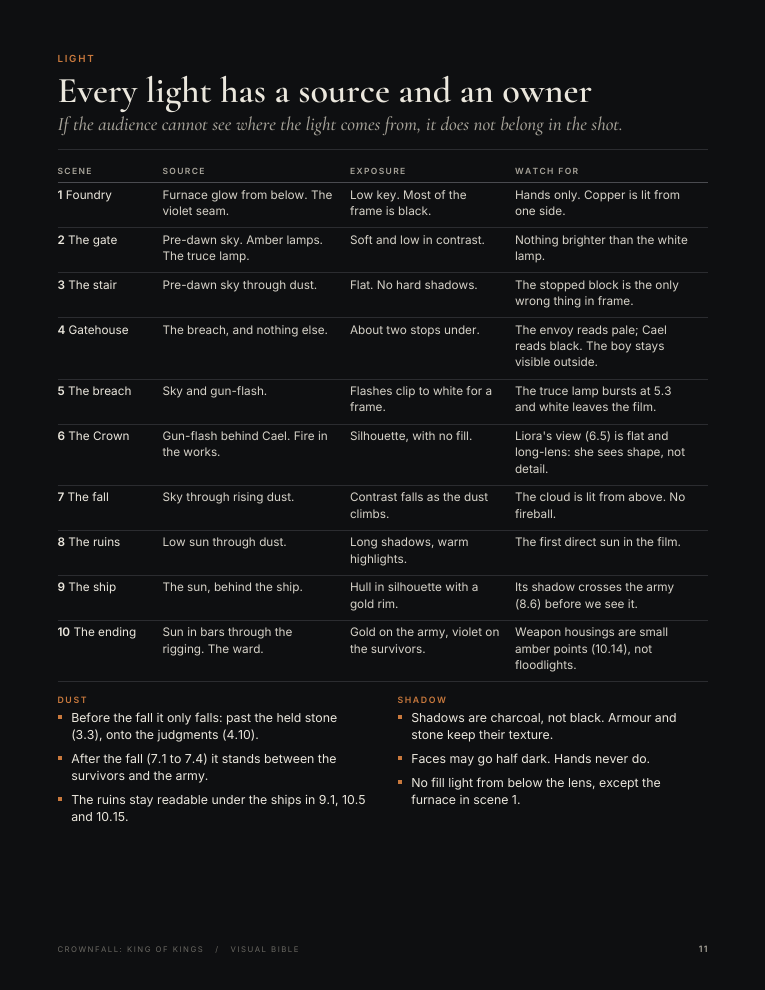 LIGHT
Every light has a source and an owner
If the audience cannot see where the light comes from, it does not belong in the shot.
SCENE SOURCE EXPOSURE WATCH FOR
1 Foundry Furnace glow from below. The Low key. Most of the Hands only. Copper is lit from
violet seam. frame is black. one side.
2 The gate Pre-dawn sky. Amber lamps. Soft and low in contrast. Nothing brighter than the white
The truce lamp. lamp.
3 The stair Pre-dawn sky through dust. Flat. No hard shadows. The stopped block is the only
wrong thing in frame.
4 Gatehouse The breach, and nothing else. About two stops under. The envoy reads pale; Cael
reads black. The boy stays
visible outside.
5 The breach Sky and gun-flash. Flashes clip to white for a The truce lamp bursts at 5.3
frame. and white leaves the film.
6 The Crown Gun-flash behind Cael. Fire in Silhouette, with no fill. Liora's view (6.5) is flat and
the works. long-lens: she sees shape, not
detail.
7 The fall Sky through rising dust. Contrast falls as the dust The cloud is lit from above. No
climbs. fireball.
8 The ruins Low sun through dust. Long shadows, warm The first direct sun in the film.
highlights.
9 The ship The sun, behind the ship. Hull in silhouette with a Its shadow crosses the army
gold rim. (8.6) before we see it.
10 The ending Sun in bars through the Gold on the army, violet on Weapon housings are small
rigging. The ward. the survivors. amber points (10.14), not
floodlights.
DUST
▪ Before the fall it only falls: past the held stone
(3.3), onto the judgments (4.10).
▪ After the fall (7.1 to 7.4) it stands between the
survivors and the army.
▪ The ruins stay readable under the ships in 9.1, 10.5
and 10.15.
SHADOW
▪ Shadows are charcoal, not black. Armour and
stone keep their texture.
▪ Faces may go half dark. Hands never do.
▪ No fill light from below the lens, except the
furnace in scene 1.
CROWNFALL: KING OF KINGS / VISUAL BIBLE 11